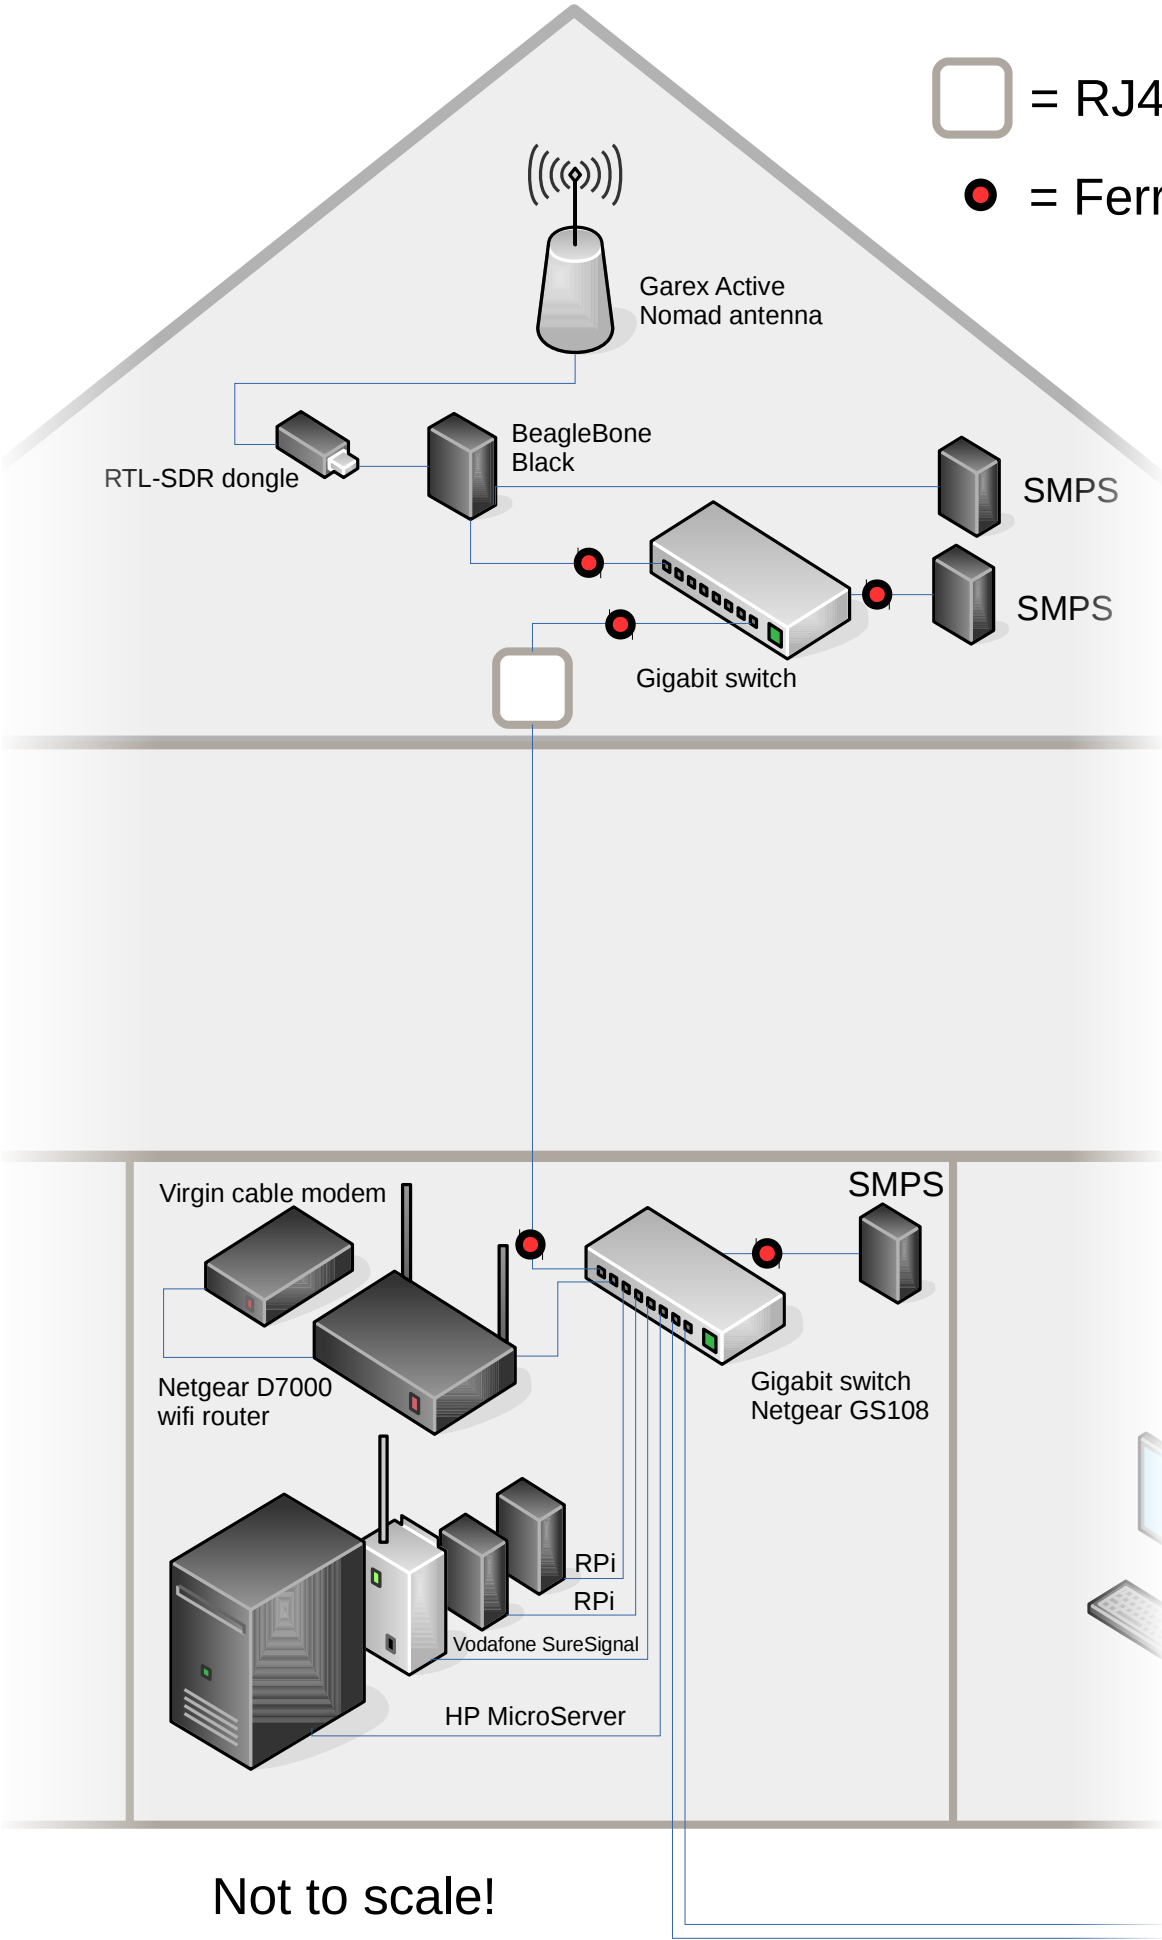 = RJ4
= Ferr
Garex Active
Nomad antenna
BeagleBone
Black
RTL-SDR dongle
SMPS
SMPS
Gigabit switch
SMPS
Virgin cable modem
Netgear D7000
wifi router
Gigabit switch
Netgear GS108
RPi
RPi
Vodafone SureSignal
HP MicroServer
Not to scale!